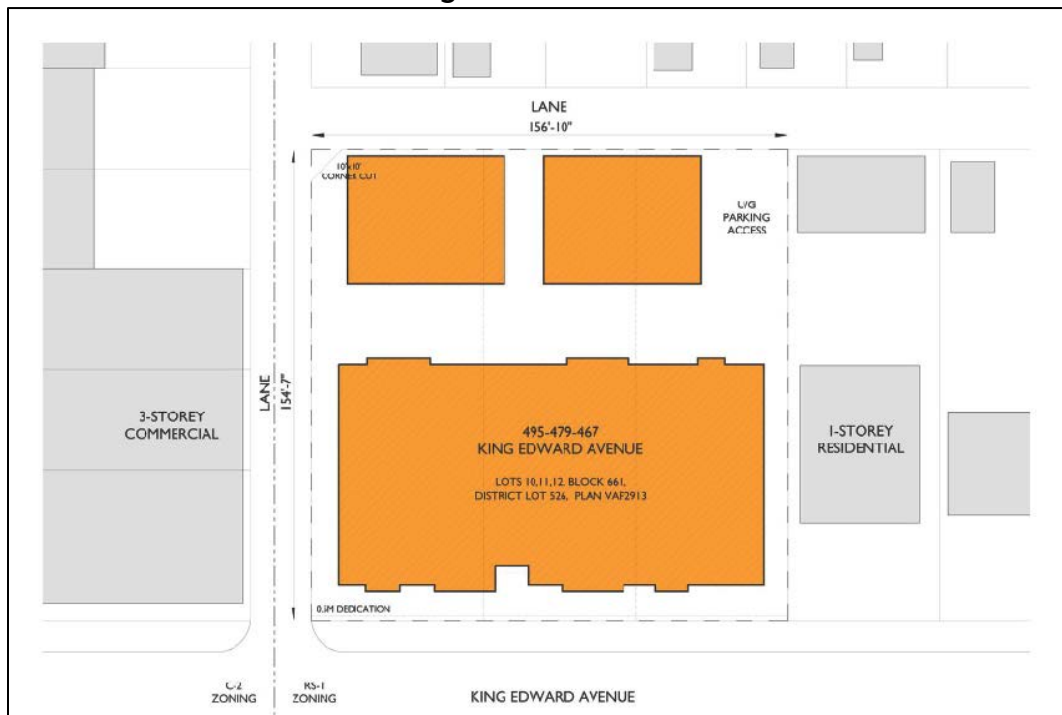 LANE
156'-10"
10'x10'
CORNER CUT
U/G
PARKING
ACCESS
LANE
154'-7"
3-STOREY
COMMERCIAL
495-479-467
KING EDWARD AVENUE
LOTS 10,11,12, BLOCK 661,
DISTRICT LOT 526, PLAN VAF2913
1-STOREY
RESIDENTIAL
0.5M DEDICATION
C-2
ZONING
RS-1
ZONING
KING EDWARD AVENUE